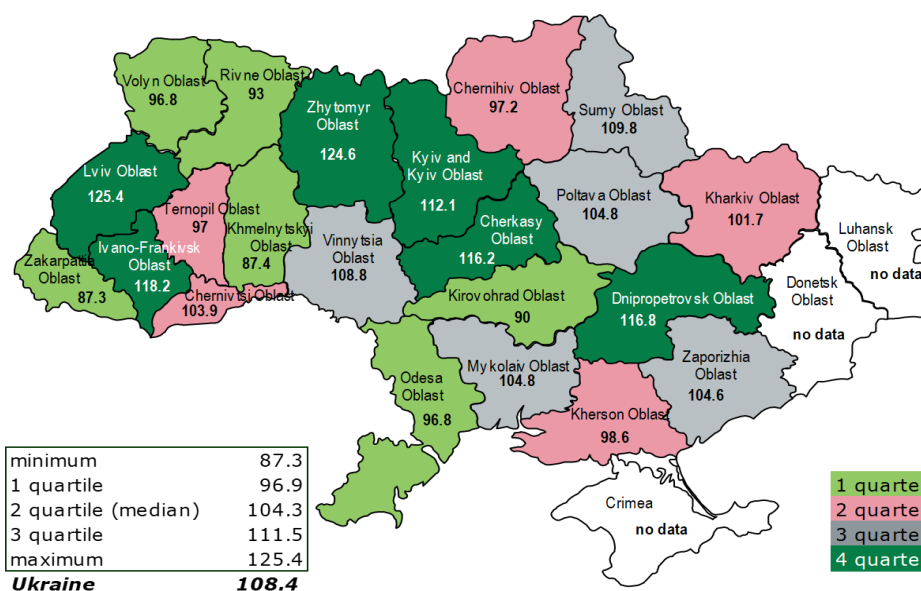 Volyn Oblast
96.8
Rivne Oblast
93
Zhytomyr
Oblast
124.6
Kyiv and
Kyiv Oblast
112.1
Chernihiv Oblast
97.2
Sumy Oblast
109.8
Lviv Oblast
125.4
Ternopil Oblast
97
Khmelnytskyi
Oblast
87.4
Vinnytsia
Oblast
108.8
Cherkasy
Oblast
116.2
Poltava Oblast
104.8
Kharkiv Oblast
101.7
Luhansk
Oblast
no data
Zakarpattia
Oblast
87.3
Ivano-Frankivsk
Oblast
118.2
Chernivtsi Oblast
103.9
Kirovohrad Oblast
90
Dnipropetrovsk Oblast
116.8
Donetsk
Oblast
no data
Odesa
Oblast
96.8
Mykolaiv Oblast
104.8
Kherson Oblast
98.6
Zaporizhia
Oblast
104.6
Crimea
no data
minimum 87.3
1 quartile 96.9
2 quartile (median) 104.3
3 quartile 111.5
maximum 125.4
Ukraine 108.4
1 quarte
2 quarte
3 quarte
4 quarte